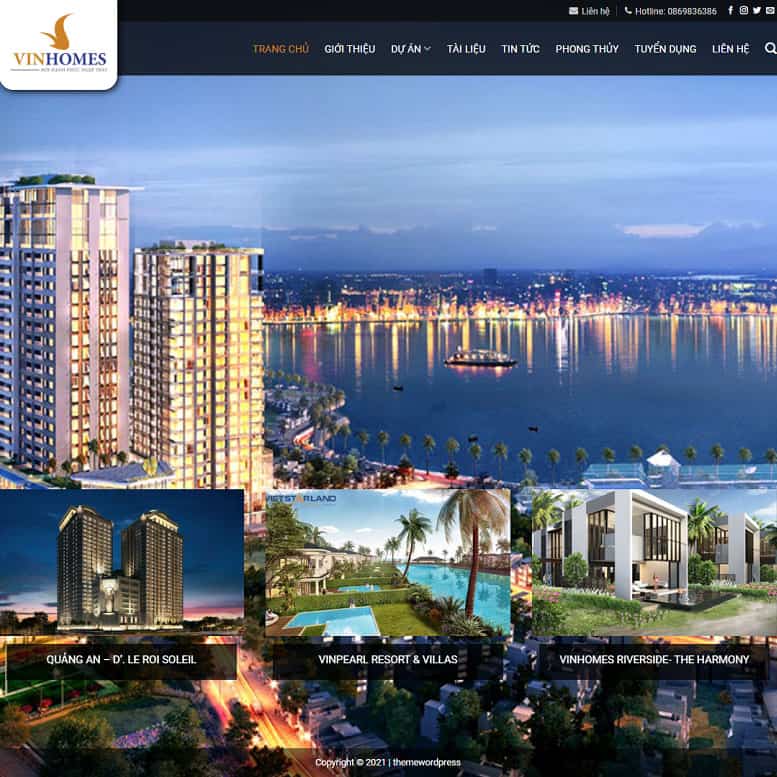 Liên hệ
Hotline: 0869836386
VINHOMES
NƠI HẠNH PHÚC NGẬP TRÀN
TRANG CHỦ
GIỚI THIỆU
DỰ ÁN
TÀI LIỆU
TIN TỨC
PHONG THỦY
TUYỂN DỤNG
LIÊN HỆ
VIETSTARLAND
QUẢNG AN – D’. LE ROI SOLEIL
VINPEARL RESORT & VILLAS
VINHOMES RIVERSIDE- THE HARMONY
Copyright © 2021 | themewordpress